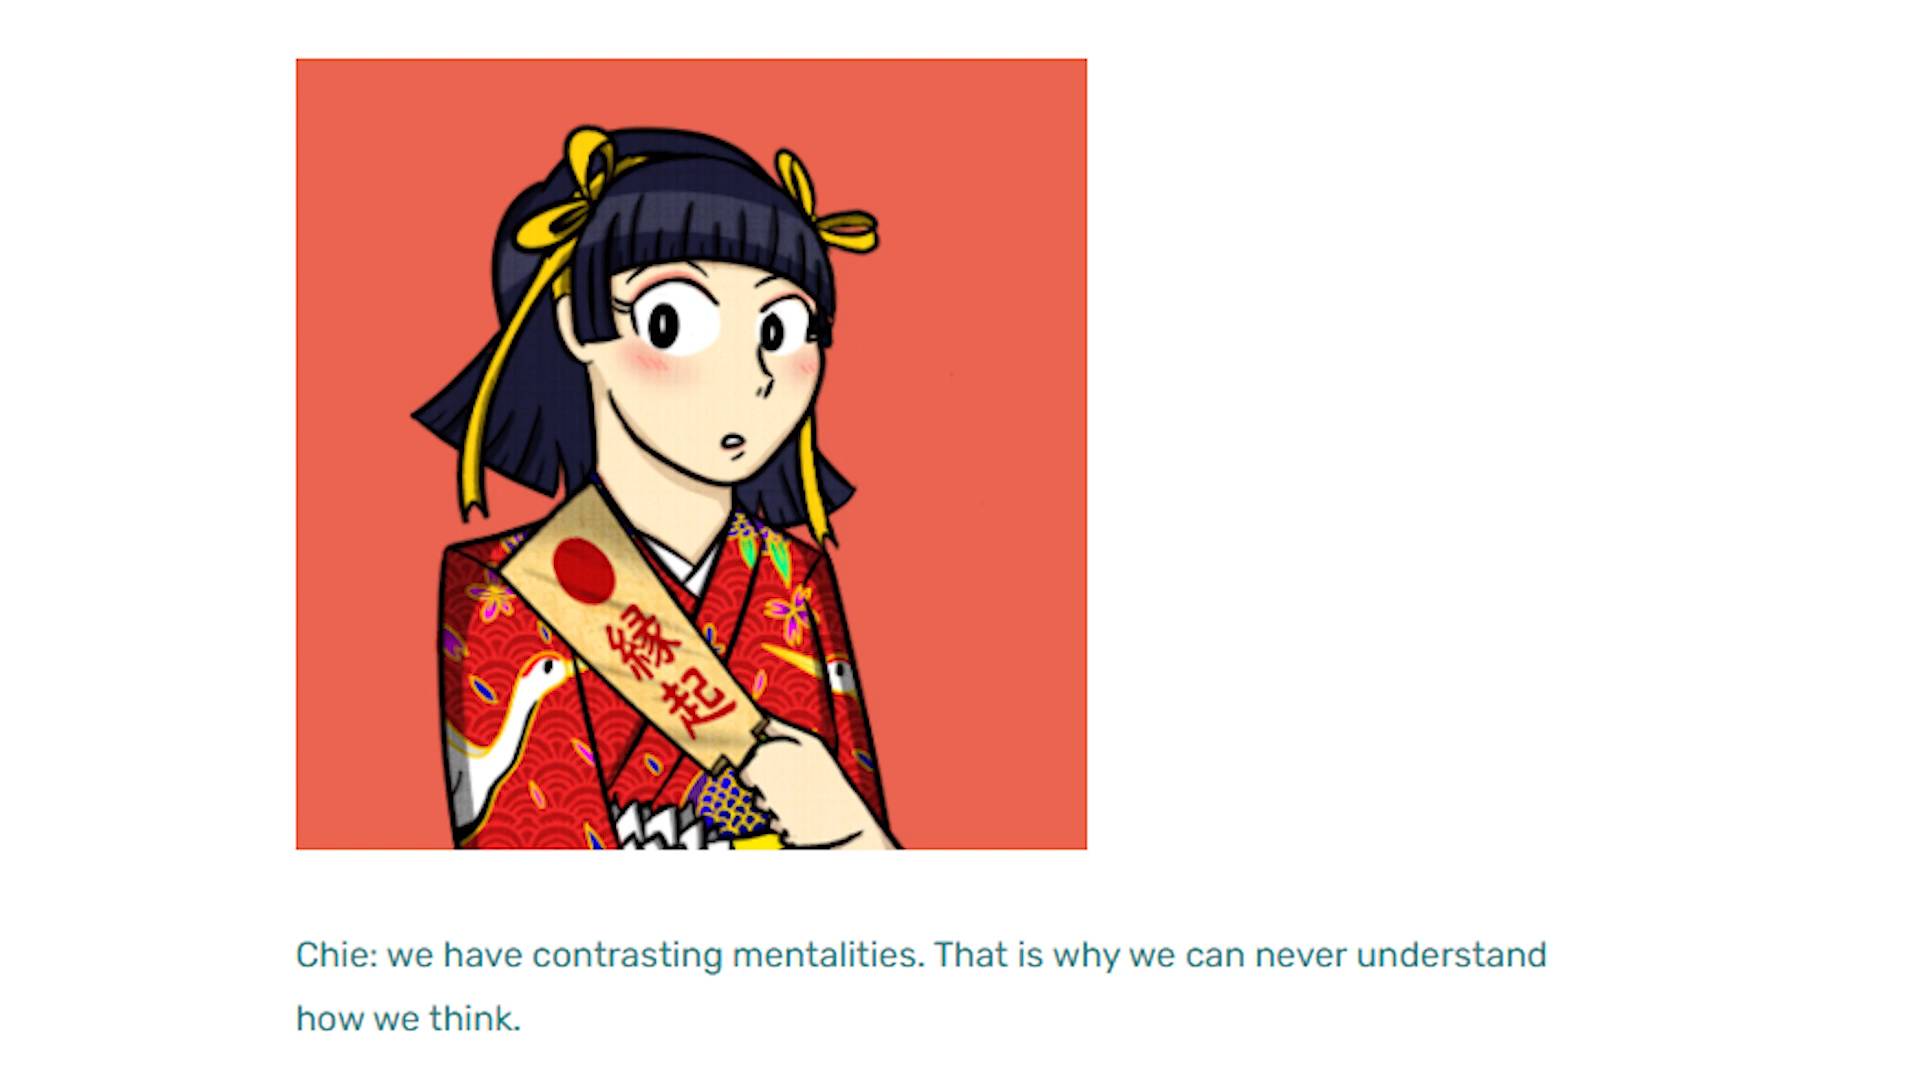 縁起
Chie: we have contrasting mentalities. That is why we can never understand
how we think.